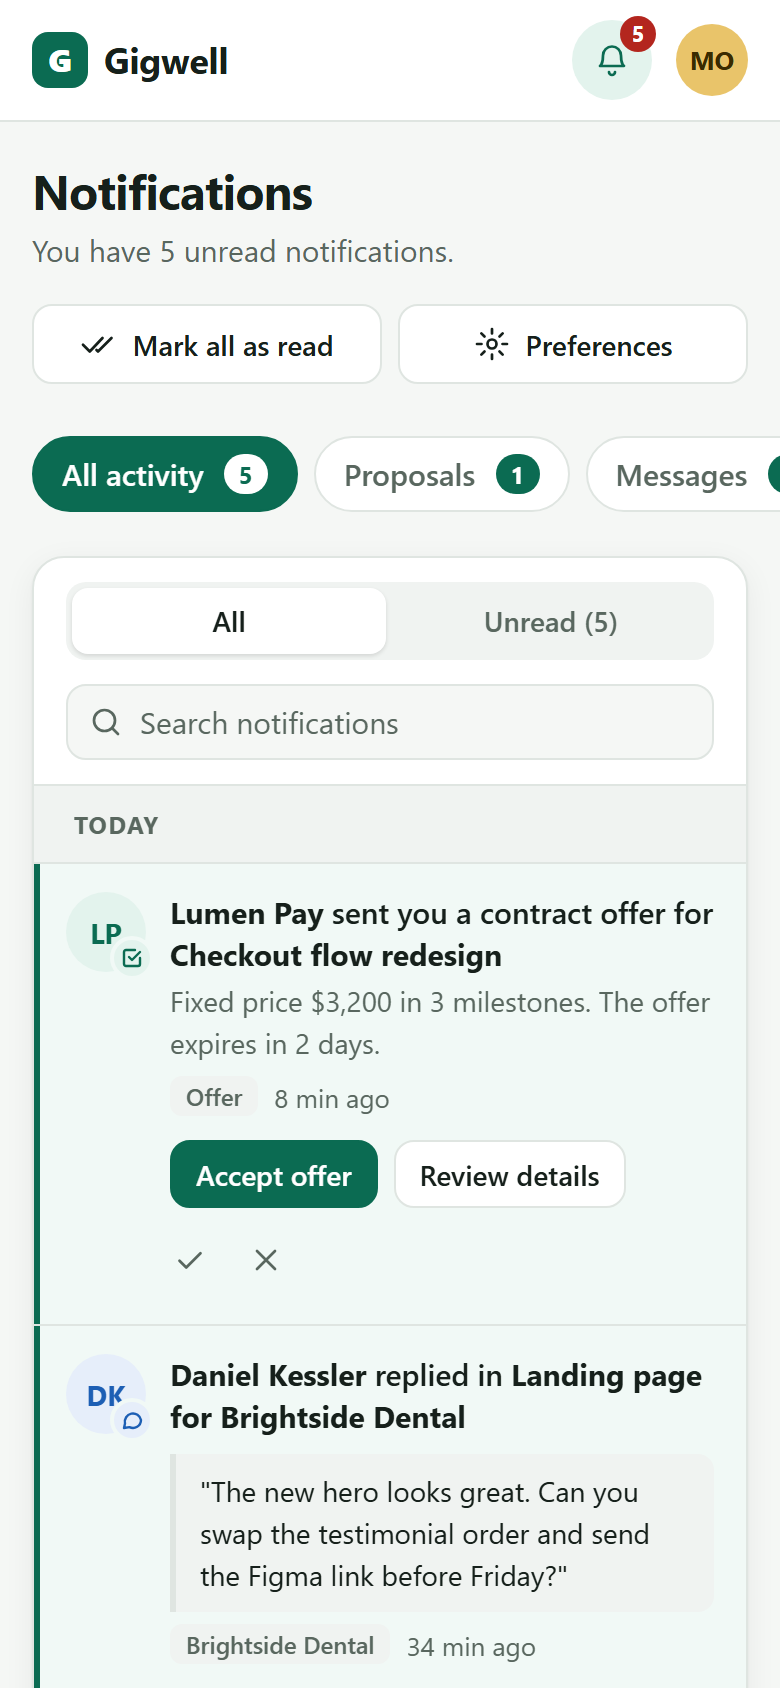 G Gigwell 5 MO
Notifications
You have 5 unread notifications.
Mark all as read Preferences
All activity 5 Proposals 1 Messages
All Unread (5)
Search notifications
TODAY
LP
Lumen Pay sent you a contract offer for
Checkout flow redesign
Fixed price $3,200 in 3 milestones. The offer
expires in 2 days.
Offer 8 min ago
Accept offer Review details
DK
Daniel Kessler replied in Landing page
for Brightside Dental
"The new hero looks great. Can you
swap the testimonial order and send
the Figma link before Friday?"
Brightside Dental 34 min ago